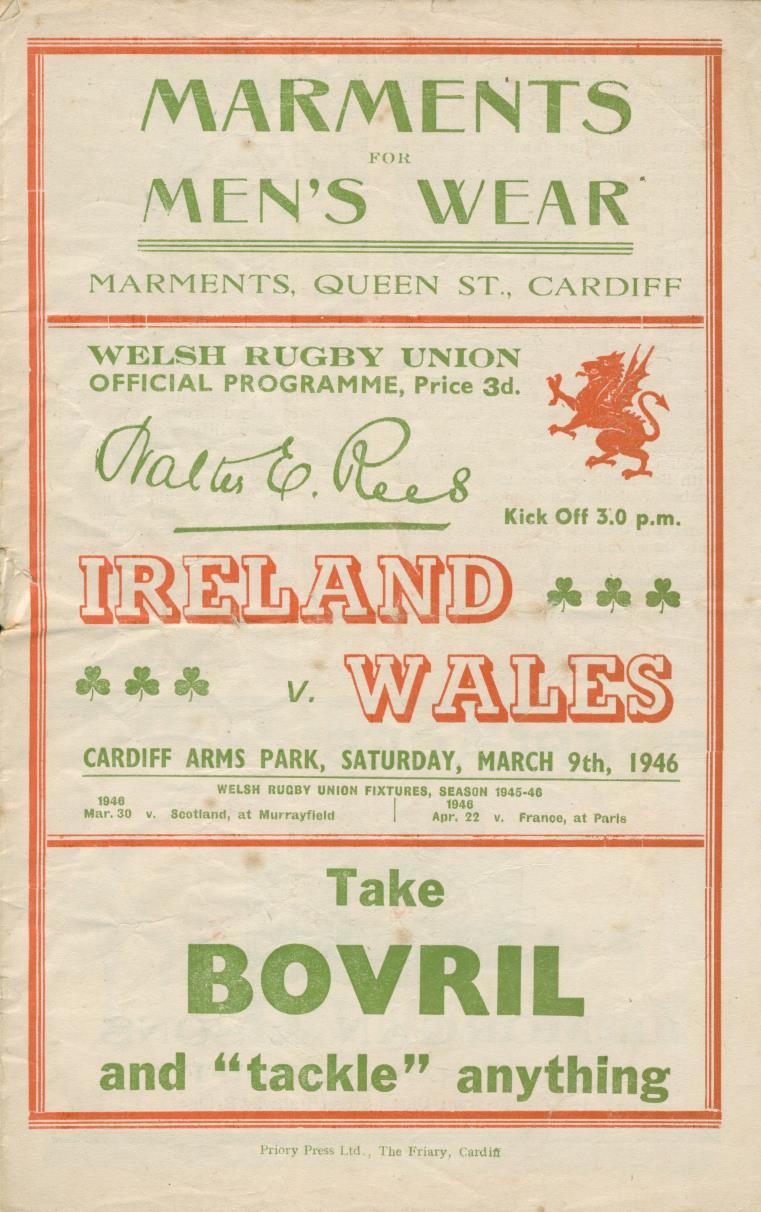 MARMENTS
FOR
MEN'S WEAR
MARMENTS, QUEEN ST., CARDIFF
WELSH RUGBY UNION
OFFICIAL PROGRAMME, Price 3d.
Walter E. Rees
Kick Off 3.0 p.m.
IRELAND
v. WALES
CARDIFF ARMS PARK, SATURDAY, MARCH 9th, 1946
WELSH RUGBY UNION FIXTURES, SEASON 1945-46
1946
Mar. 30 v. Scotland, at Murrayfield
1946
Apr. 22 v. France, at Paris
Take
BOVRIL
and "tackle" anything
Priory Press Ltd., The Friary, Cardiff